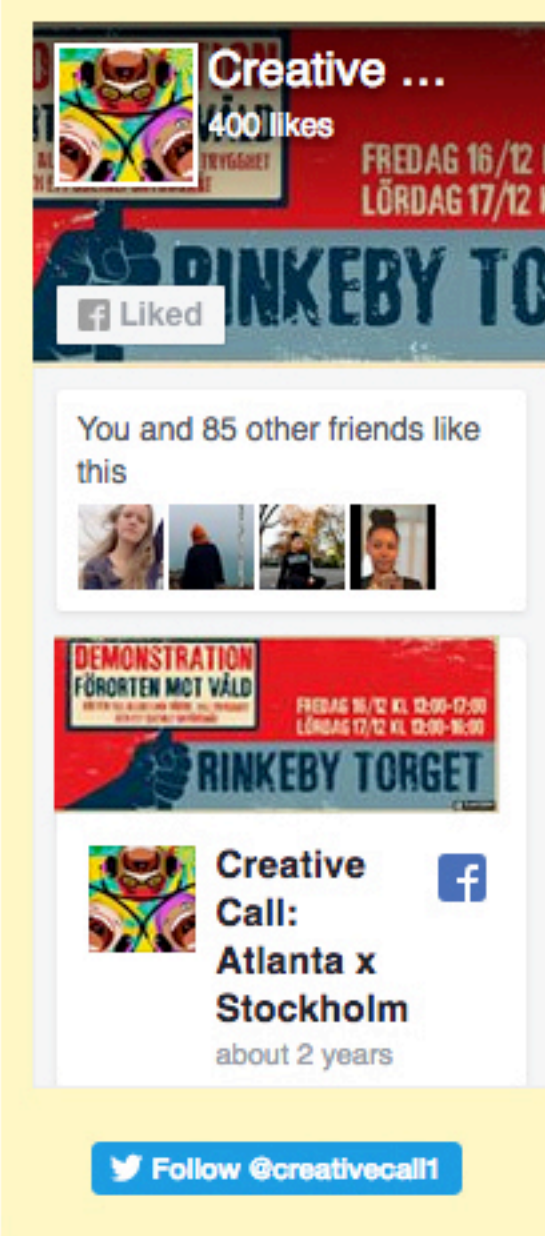 Creative ...
400 likes
TRYGGHET
FREDAG 16/12
LÖRDAG 17/12
RINKEBY TO
Liked
You and 85 other friends like
this
DEMONSTRATION
FÖRORTEN MOT VÅLD
FREDAG 16/12 KL 12:00-17:00
LÖRDAG 17/12 KL 12:00-16:00
RINKEBY TORGET
Creative
Call:
Atlanta x
Stockholm
about 2 years
Follow @creativecall1